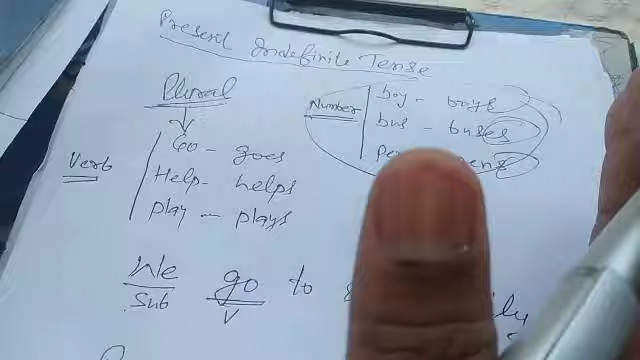 Present Indefinite Tense
Plural
Number
boy - boys
bus - buses
Verb
Go - goes
Help - helps
Play - plays
We go to
Sub V